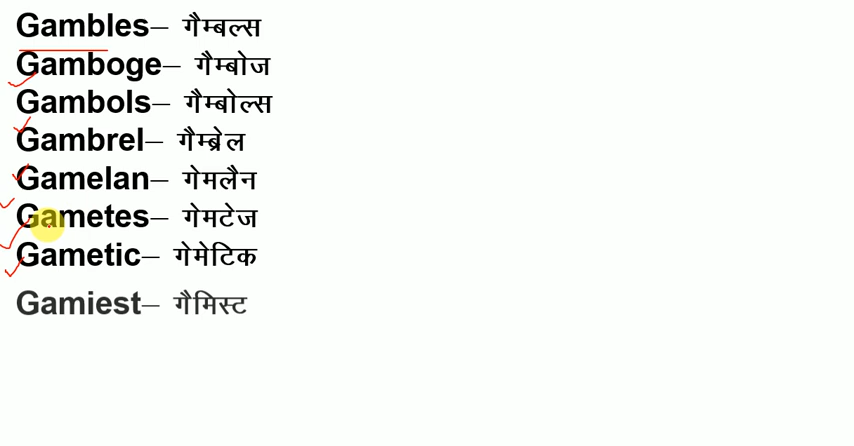 Gambles– गैम्बल्स
Gamboge– गैम्बोज
Gambols– गैम्बोल्स
Gambrel– गैम्ब्रेल
Gamelan– गेमलैन
Gametes– गेमटेज
Gametic– गेमेटिक
Gamiest– गैमिस्ट